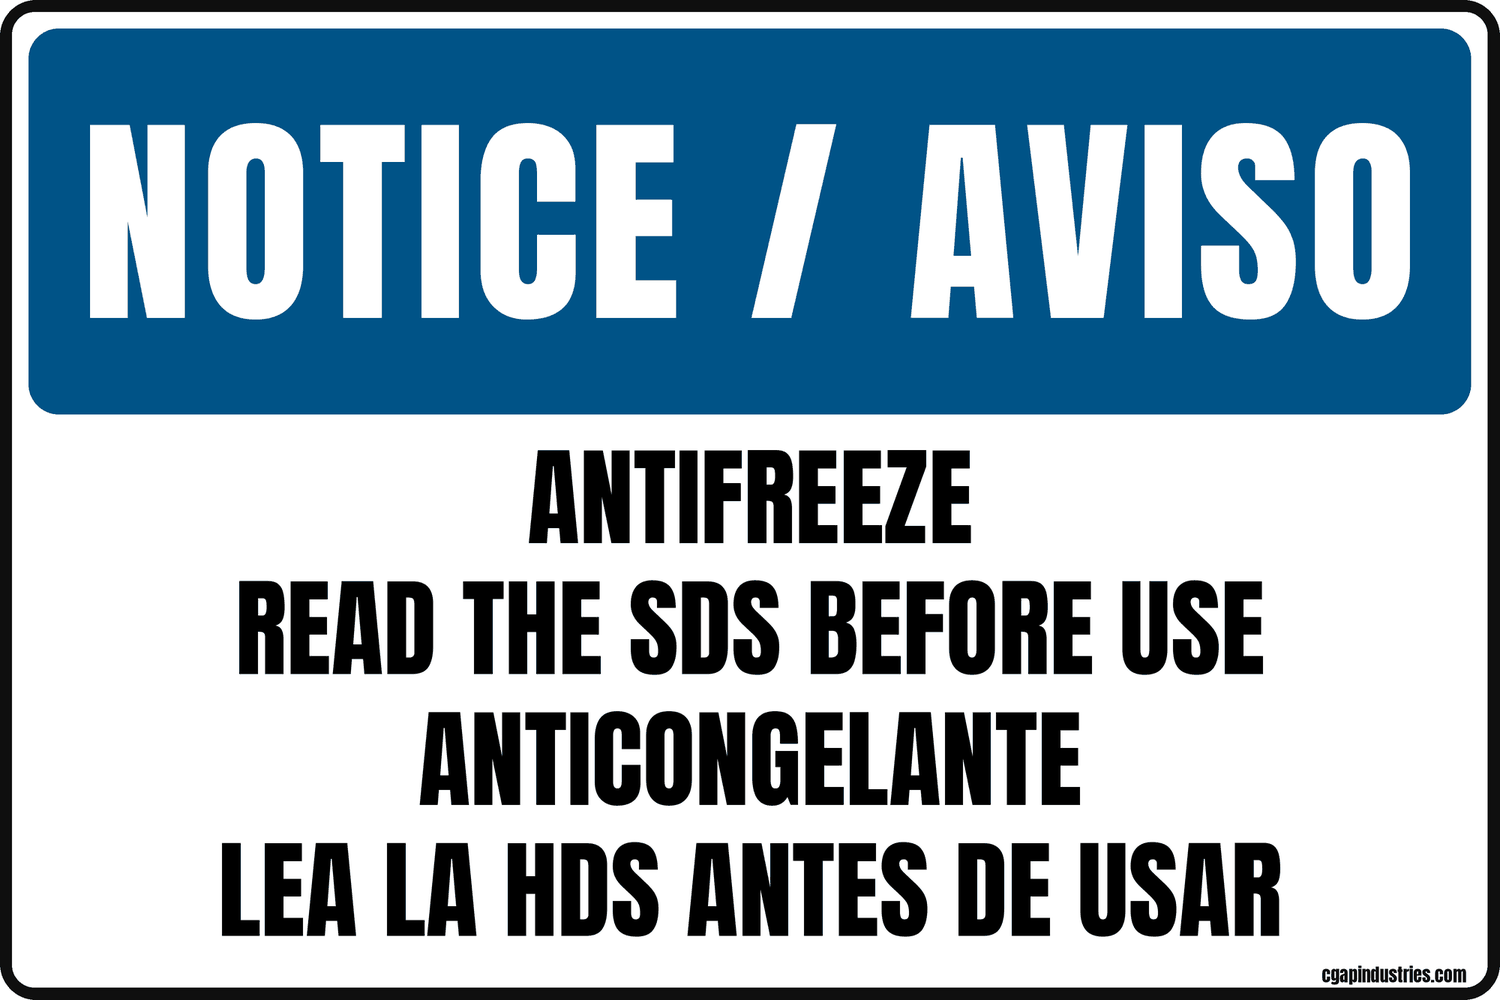 NOTICE / AVISO
ANTIFREEZE
READ THE SDS BEFORE USE
ANTICONGELANTE
LEA LA HDS ANTES DE USAR
cgapindustries.com